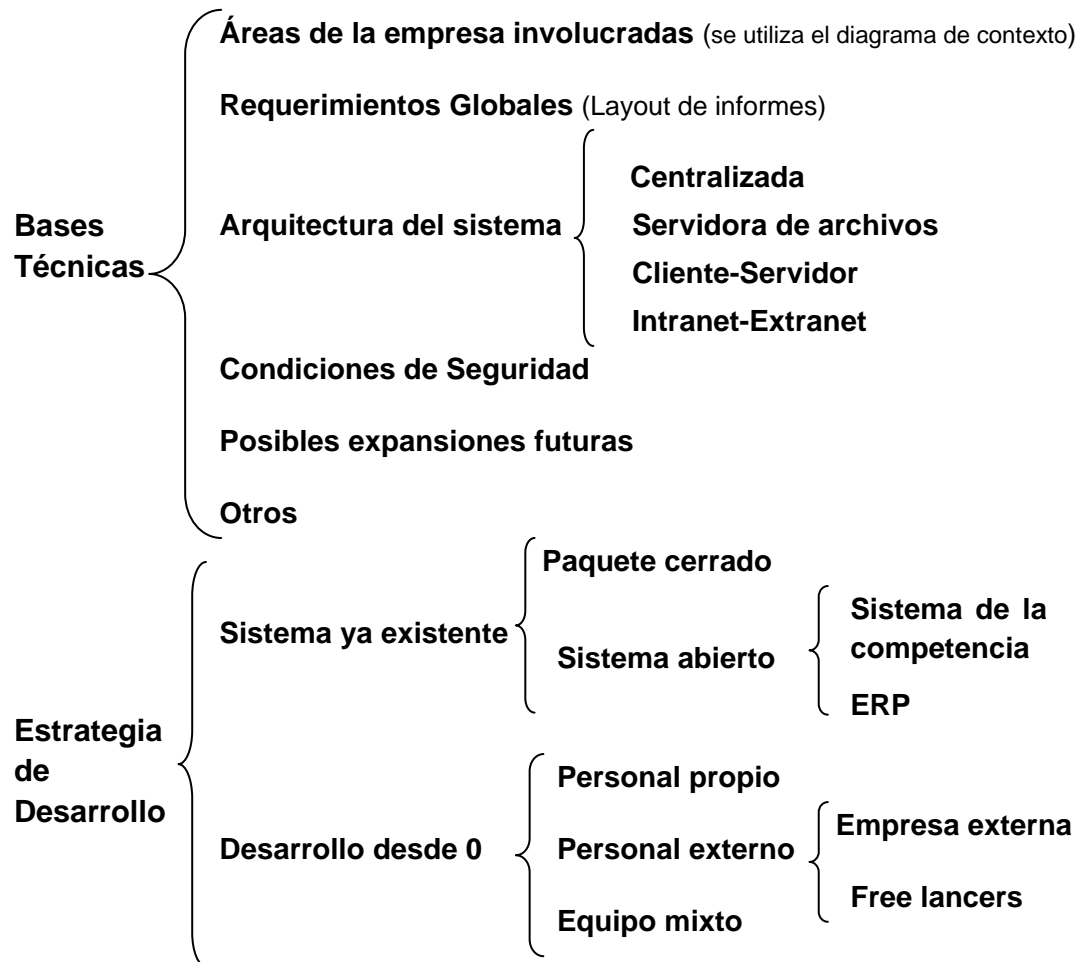 Áreas de la empresa involucradas (se utiliza el diagrama de contexto)
Requerimientos Globales (Layout de informes)
Bases
Técnicas
Arquitectura del sistema
Centralizada
Servidora de archivos
Cliente-Servidor
Intranet-Extranet
Condiciones de Seguridad
Posibles expansiones futuras
Otros
Estrategia
de
Desarrollo
Sistema ya existente
Paquete cerrado
Sistema abierto
Sistema de la
competencia
ERP
Desarrollo desde 0
Personal propio
Personal externo
Empresa externa
Free lancers
Equipo mixto